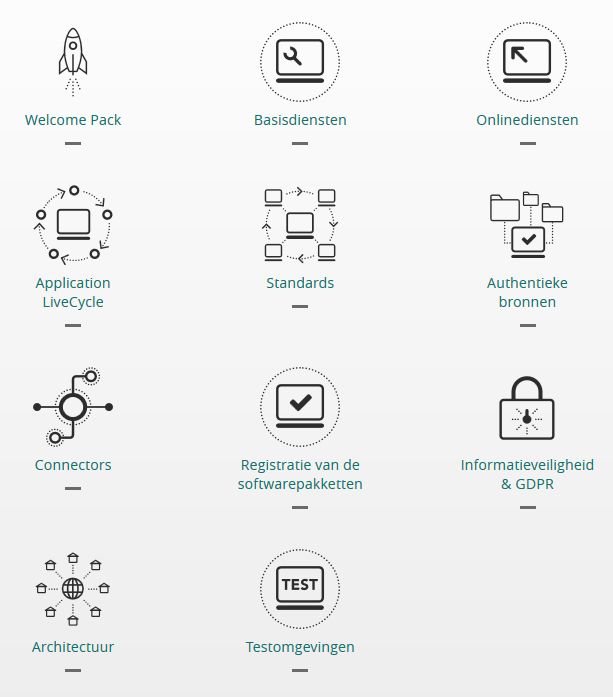 Welcome Pack
Basisdiensten
Onlinediensten
Application
LiveCycle
Standards
Authentieke
bronnen
Connectors
Registratie van de
softwarepakketten
Informatieveiligheid
& GDPR
TEST
Architectuur
Testomgevingen